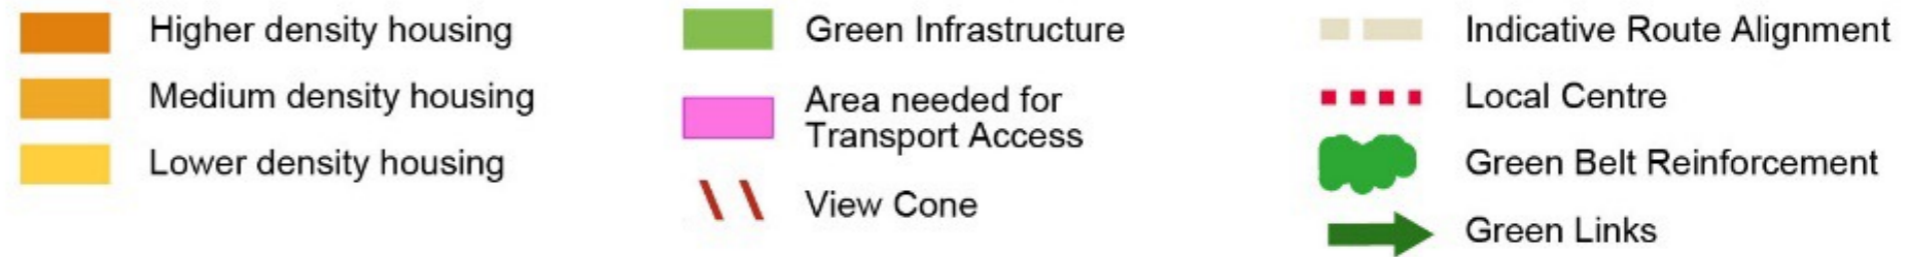 Higher density housing
Medium density housing
Lower density housing
Green Infrastructure
Area needed for
Transport Access
View Cone
Indicative Route Alignment
Local Centre
Green Belt Reinforcement
Green Links